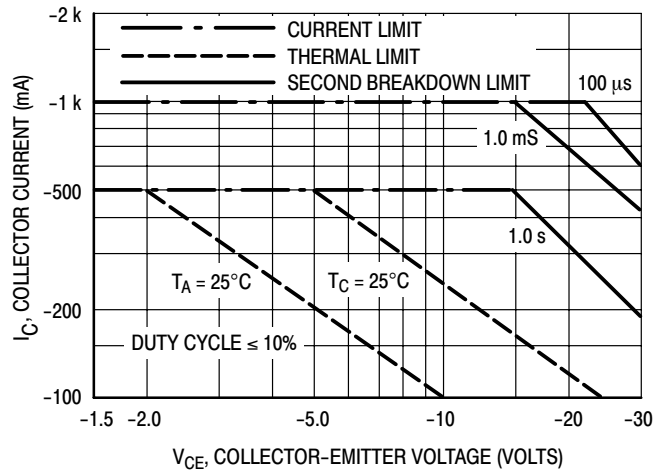 -2 k
CURRENT LIMIT
THERMAL LIMIT
SECOND BREAKDOWN LIMIT
100 μs
-1 k
1.0 mS
-500
1.0 s
T_A = 25°C
T_C = 25°C
-200
DUTY CYCLE ≤ 10%
-100
I_C, COLLECTOR CURRENT (mA)
-1.5 -2.0 -5.0 -10 -20 -30
V_CE, COLLECTOR-EMITTER VOLTAGE (VOLTS)